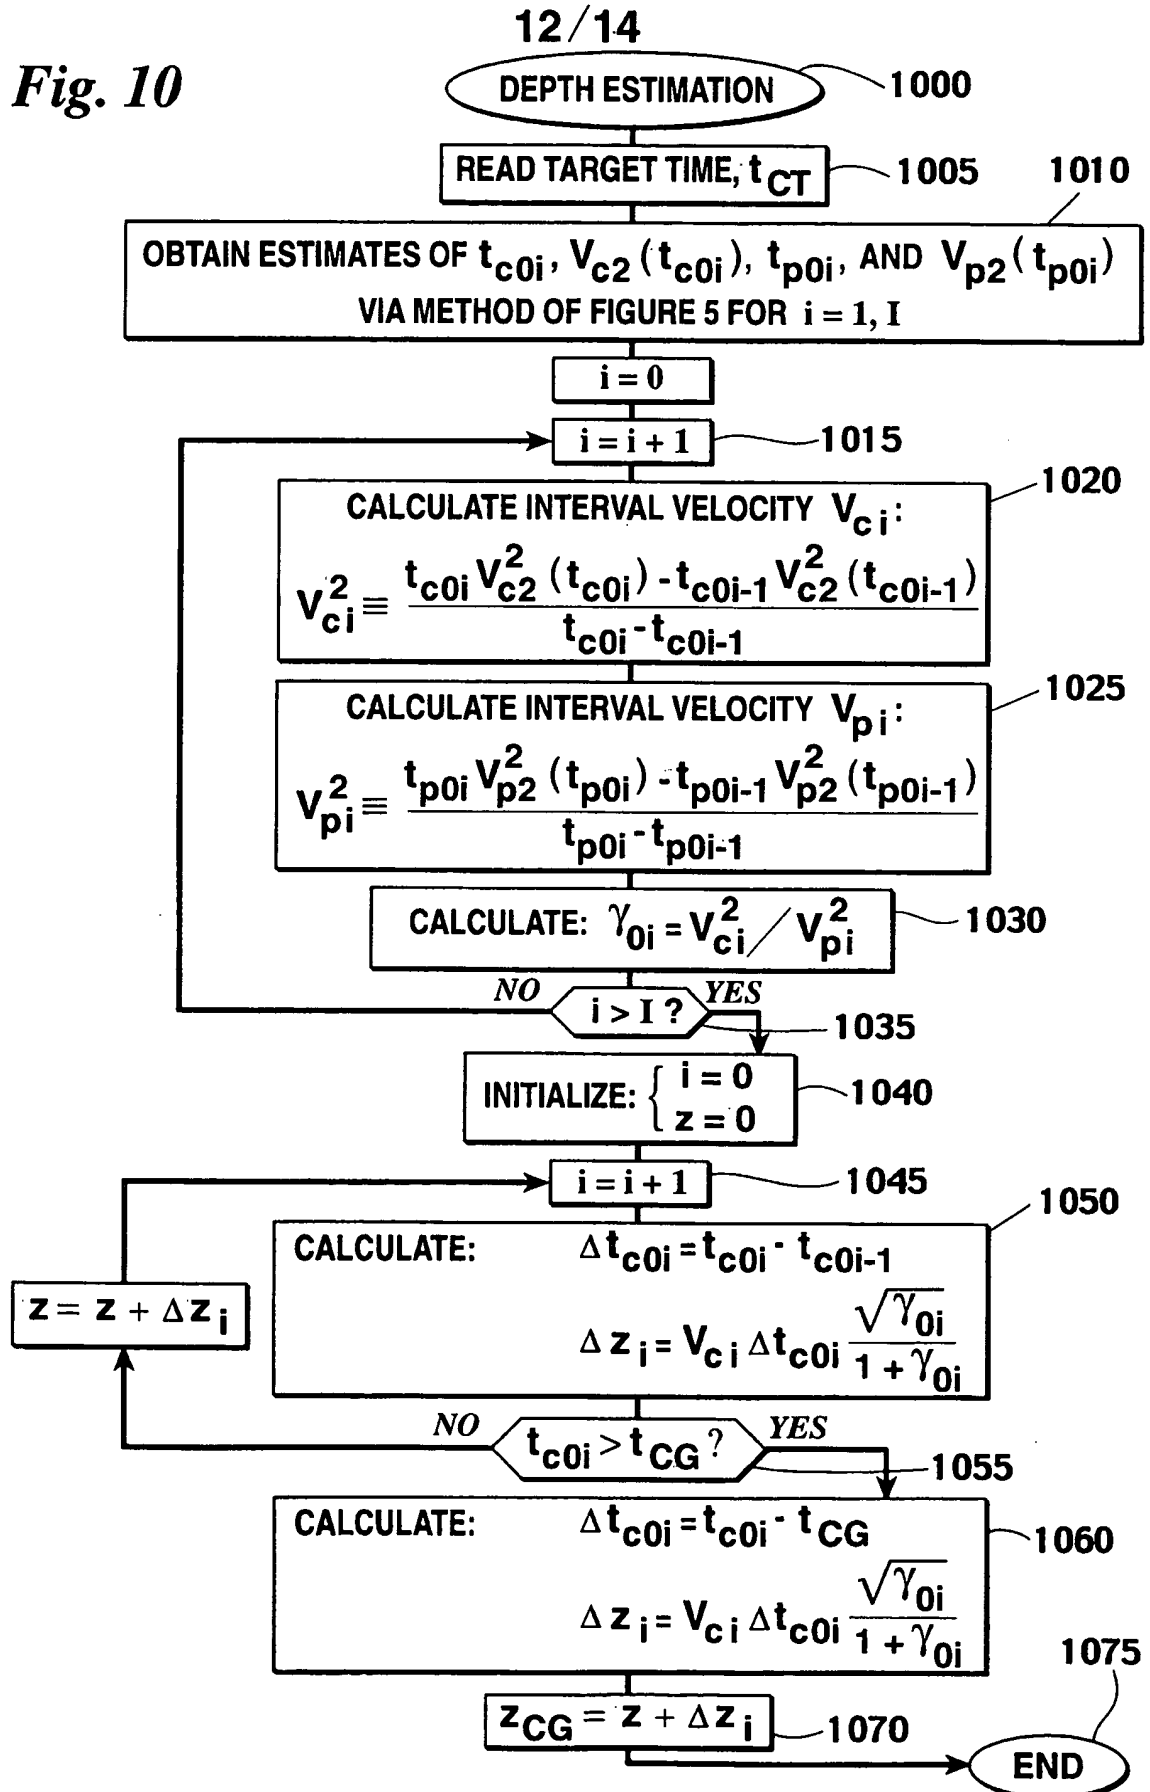 12/14
Fig. 10
DEPTH ESTIMATION
1000
READ TARGET TIME, t_CT
1005
1010
OBTAIN ESTIMATES OF t_c0i, V_c2 (t_c0i), t_p0i, AND V_p2 (t_p0i)
VIA METHOD OF FIGURE 5 FOR i = 1, I
i = 0
i = i + 1
1015
1020
CALCULATE INTERVAL VELOCITY V_ci:
V_ci^2 ≡ (t_c0i V_c2^2 (t_c0i) - t_c0i-1 V_c2^2 (t_c0i-1)) / (t_c0i - t_c0i-1)
1025
CALCULATE INTERVAL VELOCITY V_pi:
V_pi^2 ≡ (t_p0i V_p2^2 (t_p0i) - t_p0i-1 V_p2^2 (t_p0i-1)) / (t_p0i - t_p0i-1)
CALCULATE: γ_0i = V_ci^2 / V_pi^2
1030
NO
i > I ?
YES
1035
INITIALIZE: { i = 0
z = 0
1040
i = i + 1
1045
1050
CALCULATE: Δt_c0i = t_c0i - t_c0i-1
Δz_i = V_ci Δt_c0i √γ_0i / (1 + γ_0i)
z = z + Δz_i
NO
t_c0i > t_CG ?
YES
1055
CALCULATE: Δt_c0i = t_c0i - t_CG
Δz_i = V_ci Δt_c0i √γ_0i / (1 + γ_0i)
1060
z_CG = z + Δz_i
1070
1075
END